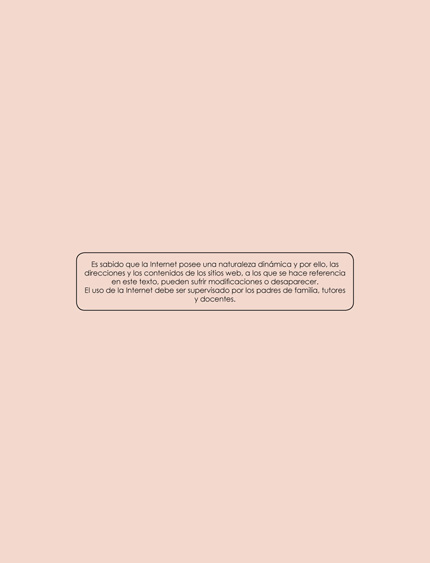 Es sabido que la Internet posee una naturaleza dinámica y por ello, las
direcciones y los contenidos de los sitios web, a los que se hace referencia
en este texto, pueden sufrir modificaciones o desaparecer.
El uso de la Internet debe ser supervisado por los padres de familia, tutores
y docentes.